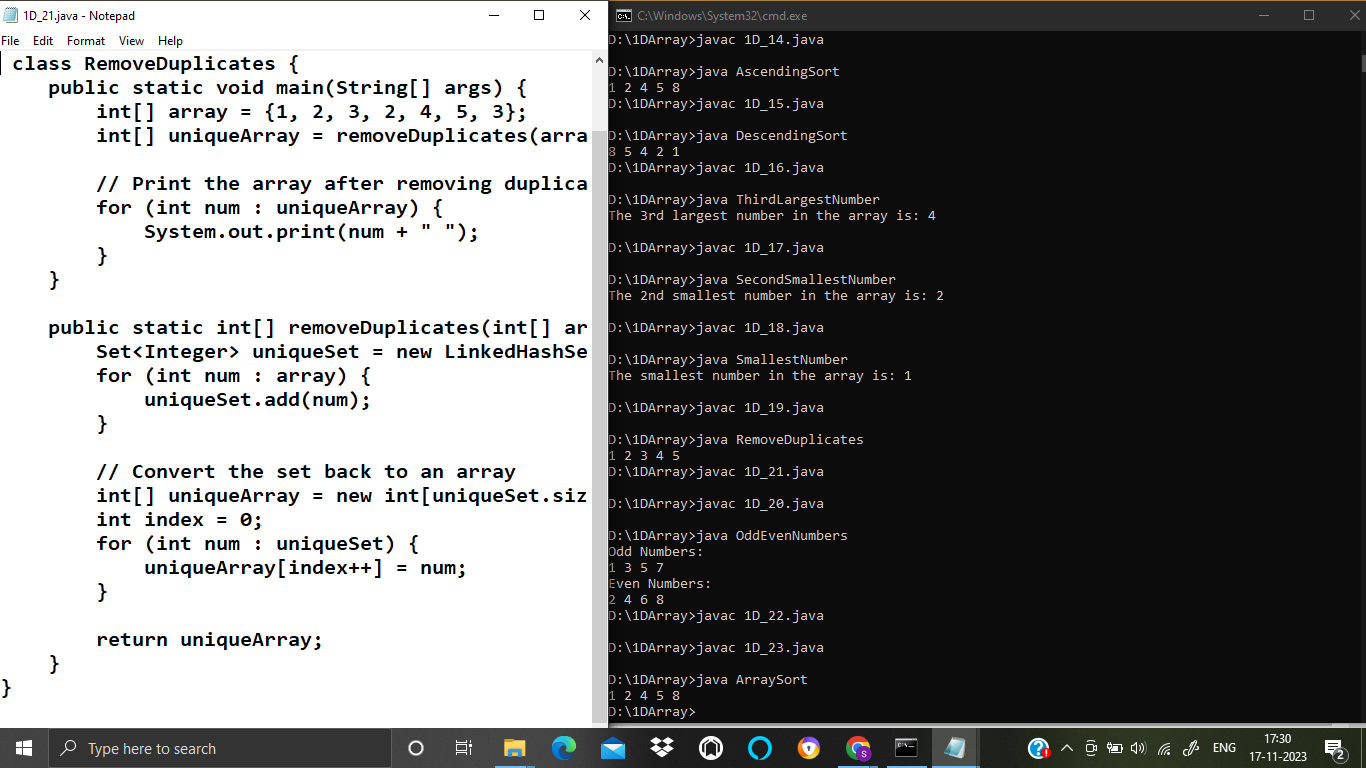 1D_21.java - Notepad
File Edit Format View Help
class RemoveDuplicates {
    public static void main(String[] args) {
        int[] array = {1, 2, 3, 2, 4, 5, 3};
        int[] uniqueArray = removeDuplicates(arra

        // Print the array after removing duplica
        for (int num : uniqueArray) {
            System.out.print(num + " ");
        }
    }

    public static int[] removeDuplicates(int[] ar
        Set<Integer> uniqueSet = new LinkedHashSe
        for (int num : array) {
            uniqueSet.add(num);
        }

        // Convert the set back to an array
        int[] uniqueArray = new int[uniqueSet.siz
        int index = 0;
        for (int num : uniqueSet) {
            uniqueArray[index++] = num;
        }

        return uniqueArray;
    }
}
C:\Windows\System32\cmd.exe
D:\1DArray>javac 1D_14.java

D:\1DArray>java AscendingSort
1 2 4 5 8
D:\1DArray>javac 1D_15.java

D:\1DArray>java DescendingSort
8 5 4 2 1
D:\1DArray>javac 1D_16.java

D:\1DArray>java ThirdLargestNumber
The 3rd largest number in the array is: 4

D:\1DArray>javac 1D_17.java

D:\1DArray>java SecondSmallestNumber
The 2nd smallest number in the array is: 2

D:\1DArray>javac 1D_18.java

D:\1DArray>java SmallestNumber
The smallest number in the array is: 1

D:\1DArray>javac 1D_19.java

D:\1DArray>java RemoveDuplicates
1 2 3 4 5
D:\1DArray>javac 1D_21.java

D:\1DArray>javac 1D_20.java

D:\1DArray>java OddEvenNumbers
Odd Numbers:
1 3 5 7
Even Numbers:
2 4 6 8
D:\1DArray>javac 1D_22.java

D:\1DArray>javac 1D_23.java

D:\1DArray>java ArraySort
1 2 4 5 8
D:\1DArray>
Type here to search
S
ENG
17:30
17-11-2023
2